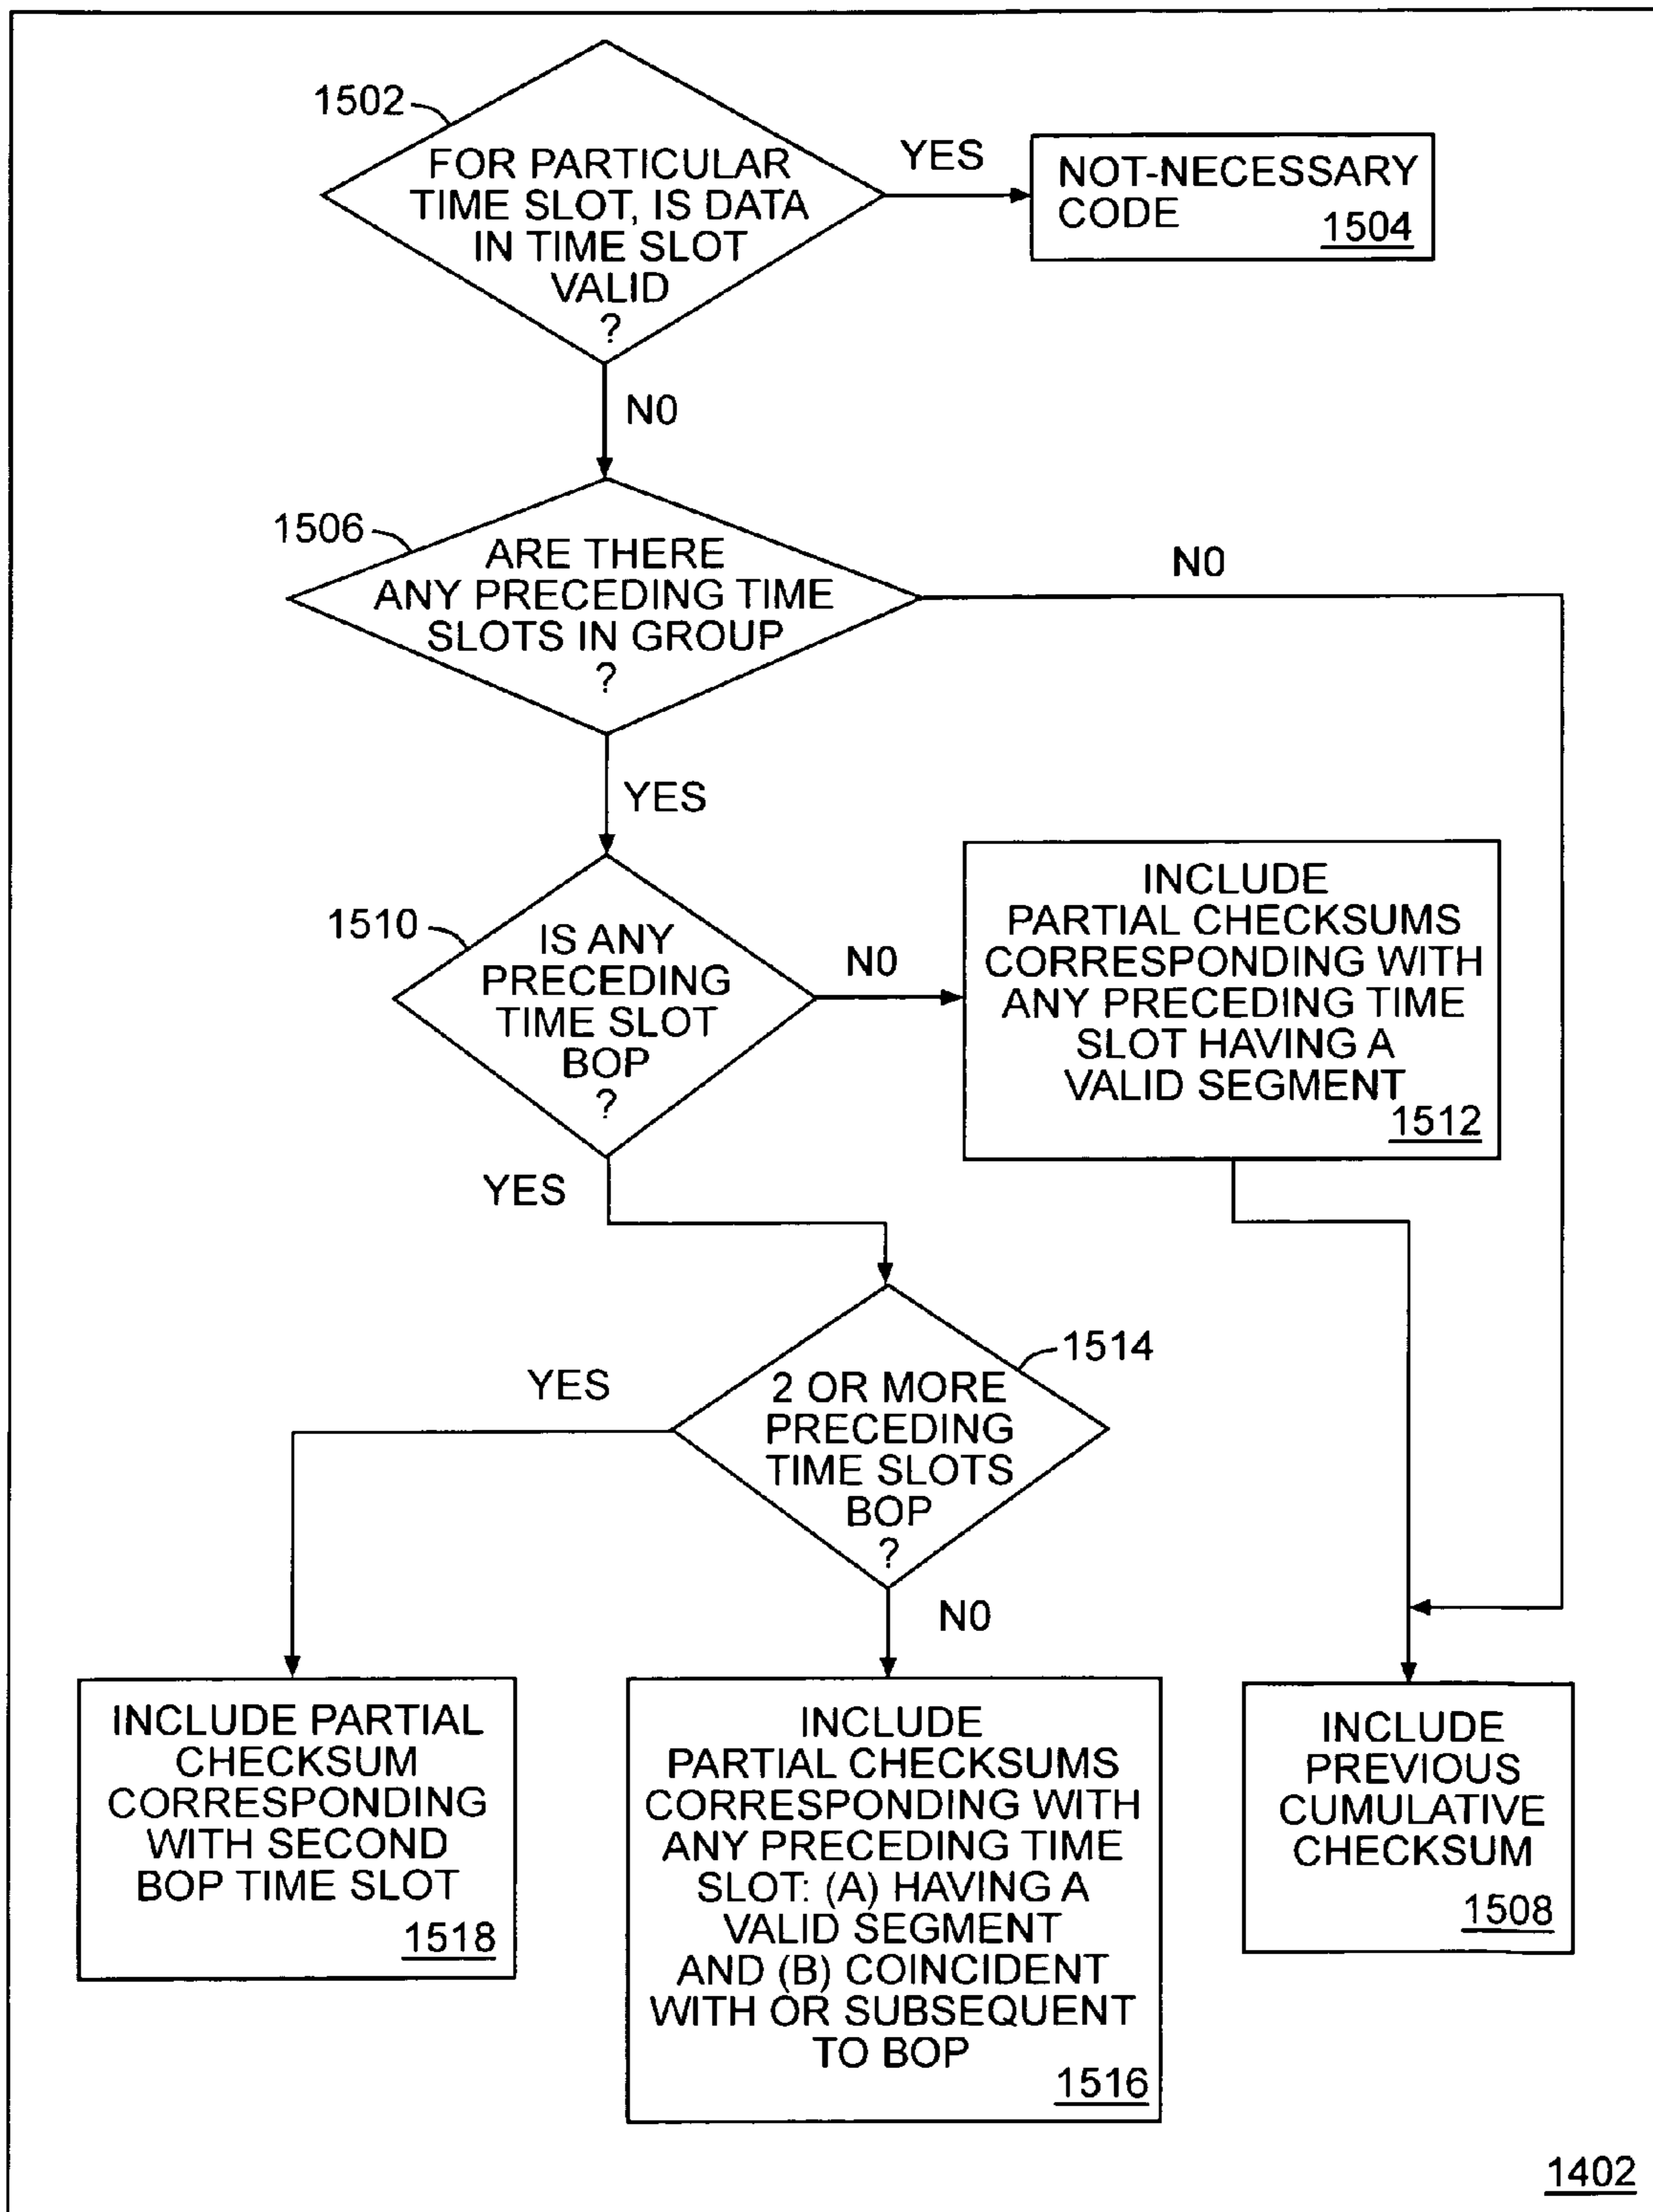 1502
FOR PARTICULAR
TIME SLOT, IS DATA
IN TIME SLOT
VALID
?
YES
NOT-NECESSARY
CODE
1504
NO
1506
ARE THERE
ANY PRECEDING TIME
SLOTS IN GROUP
?
NO
YES
1510
IS ANY
PRECEDING
TIME SLOT
BOP
?
NO
INCLUDE
PARTIAL CHECKSUMS
CORRESPONDING WITH
ANY PRECEDING TIME
SLOT HAVING A
VALID SEGMENT
1512
YES
1514
2 OR MORE
PRECEDING
TIME SLOTS
BOP
?
YES
NO
INCLUDE PARTIAL
CHECKSUM
CORRESPONDING
WITH SECOND
BOP TIME SLOT
1518
INCLUDE
PARTIAL CHECKSUMS
CORRESPONDING WITH
ANY PRECEDING TIME
SLOT: (A) HAVING A
VALID SEGMENT
AND (B) COINCIDENT
WITH OR SUBSEQUENT
TO BOP
1516
INCLUDE
PREVIOUS
CUMULATIVE
CHECKSUM
1508
1402